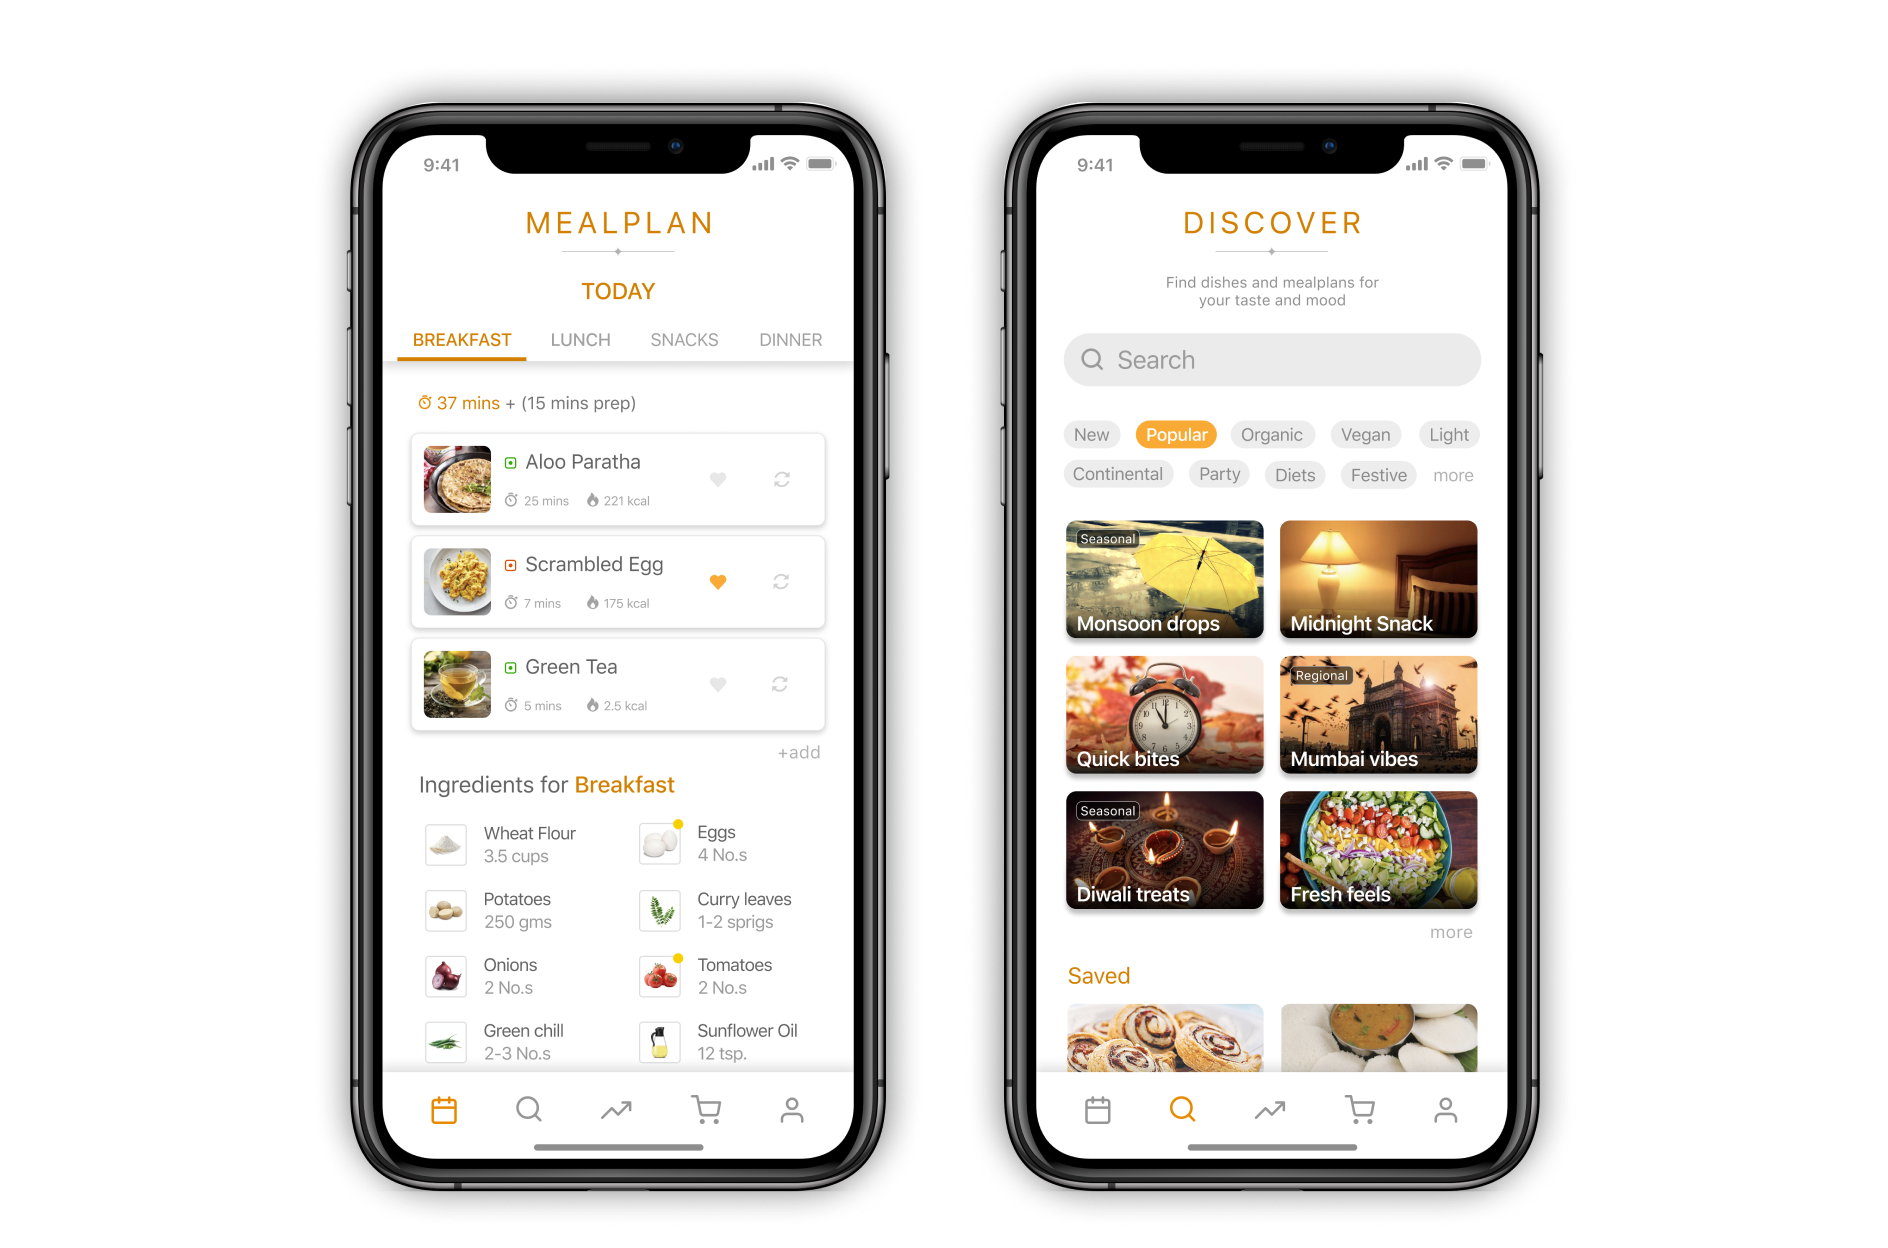 9:41
MEALPLAN
TODAY
BREAKFAST LUNCH SNACKS DINNER
37 mins + (15 mins prep)
Aloo Paratha
25 mins 221 kcal
Scrambled Egg
7 mins 175 kcal
Green Tea
5 mins 2.5 kcal
+add
Ingredients for Breakfast
Wheat Flour
3.5 cups
Eggs
4 No.s
Potatoes
250 gms
Curry leaves
1-2 sprigs
Onions
2 No.s
Tomatoes
2 No.s
Green chill
2-3 No.s
Sunflower Oil
12 tsp.
9:41
DISCOVER
Find dishes and mealplans for
your taste and mood
Search
New Popular Organic Vegan Light
Continental Party Diets Festive more
Seasonal
Monsoon drops
Midnight Snack
Quick bites
Regional
Mumbai vibes
Seasonal
Diwali treats
Fresh feels
more
Saved